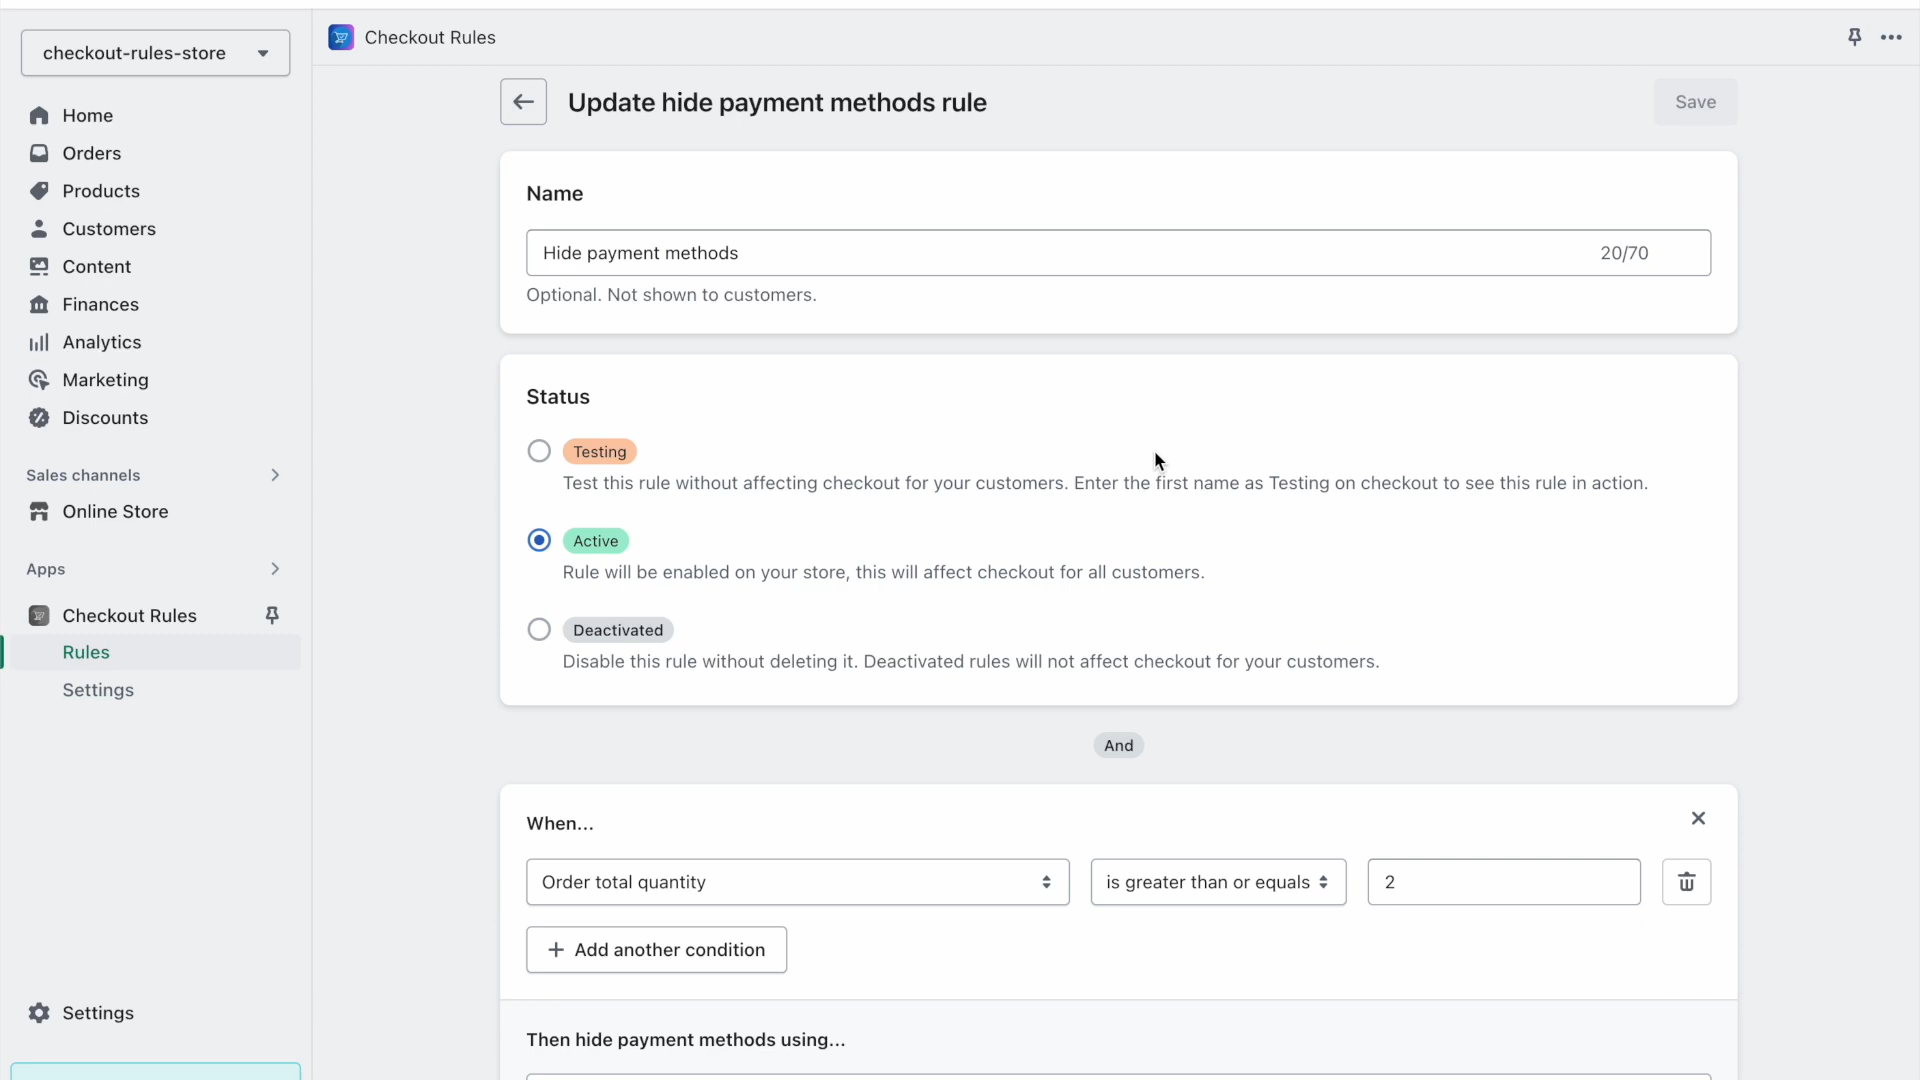 checkout-rules-store
Home
Orders
Products
Customers
Content
Finances
Analytics
Marketing
Discounts
Sales channels
Online Store
Apps
Checkout Rules
Rules
Settings
Settings
Checkout Rules
Update hide payment methods rule
Save
Name
Hide payment methods 20/70
Optional. Not shown to customers.
Status
Testing
Test this rule without affecting checkout for your customers. Enter the first name as Testing on checkout to see this rule in action.
Active
Rule will be enabled on your store, this will affect checkout for all customers.
Deactivated
Disable this rule without deleting it. Deactivated rules will not affect checkout for your customers.
And
When...
Order total quantity is greater than or equals 2
Add another condition
Then hide payment methods using...